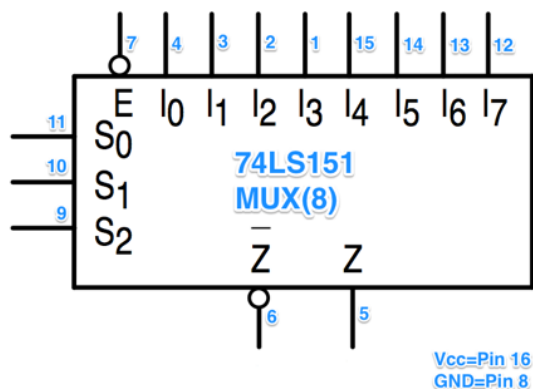 7 4 3 2 1 15 14 13 12
E I0 I1 I2 I3 I4 I5 I6 I7
11 S0
10 S1
9 S2
74LS151
MUX(8)
Z̅ Z
6 5
Vcc=Pin 16
GND=Pin 8